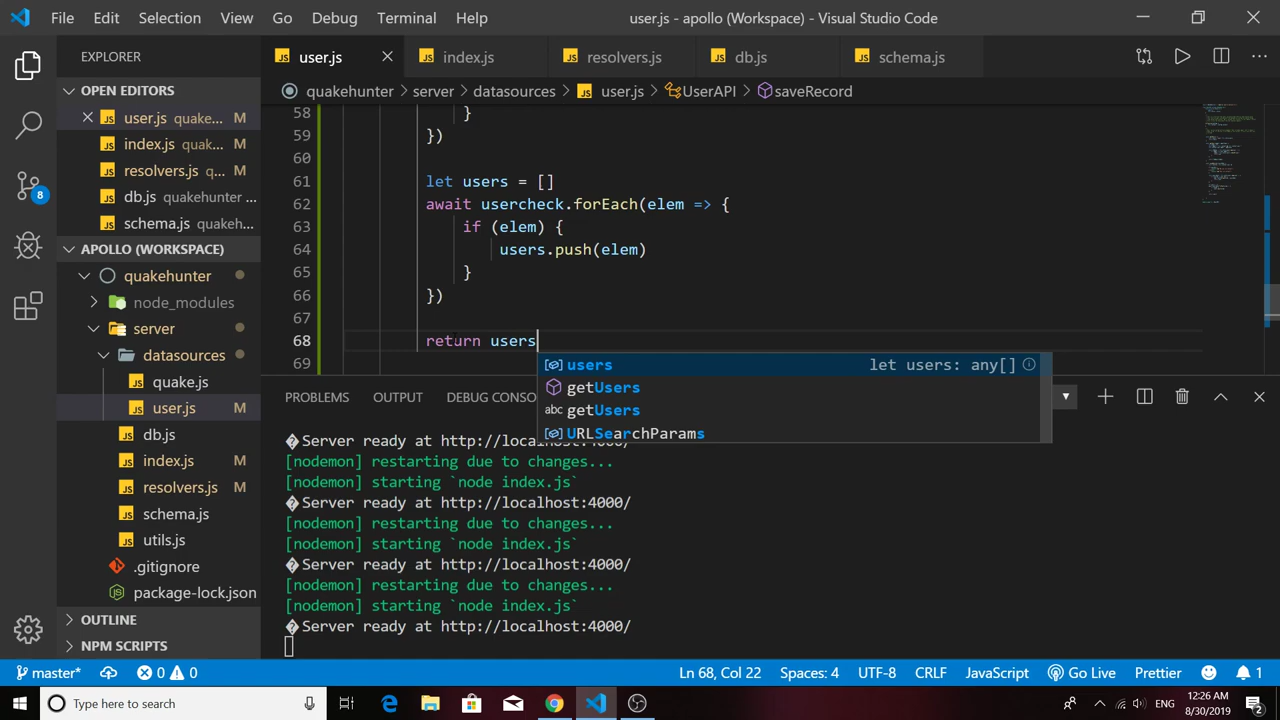 File Edit Selection View Go Debug Terminal Help user.js - apollo (Workspace) - Visual Studio Code
EXPLORER
user.js index.js resolvers.js db.js schema.js
OPEN EDITORS
user.js quake... M
index.js quak... M
resolvers.js q... M
db.js quakehunter...
schema.js quakeh...
APOLLO (WORKSPACE)
quakehunter
node_modules
server
datasources
quake.js
user.js M
db.js
index.js M
resolvers.js M
schema.js
utils.js
.gitignore
package-lock.json
OUTLINE
NPM SCRIPTS
8
quakehunter > server > datasources > user.js > UserAPI > saveRecord
58 }
59 })
60
61 let users = []
62 await usercheck.forEach(elem => {
63 if (elem) {
64 users.push(elem)
65 }
66 })
67
68 return users
69
users let users: any[]
getUsers
abc getUsers
URLSearchParams
PROBLEMS OUTPUT DEBUG CONSO
Server ready at http://localhost:4000/
[nodemon] restarting due to changes...
[nodemon] starting `node index.js`
Server ready at http://localhost:4000/
[nodemon] restarting due to changes...
[nodemon] starting `node index.js`
Server ready at http://localhost:4000/
[nodemon] restarting due to changes...
[nodemon] starting `node index.js`
Server ready at http://localhost:4000/
master* 0 0 Ln 68, Col 22 Spaces: 4 UTF-8 CRLF JavaScript Go Live Prettier 1
Type here to search ENG 12:26 AM
8/30/2019 2